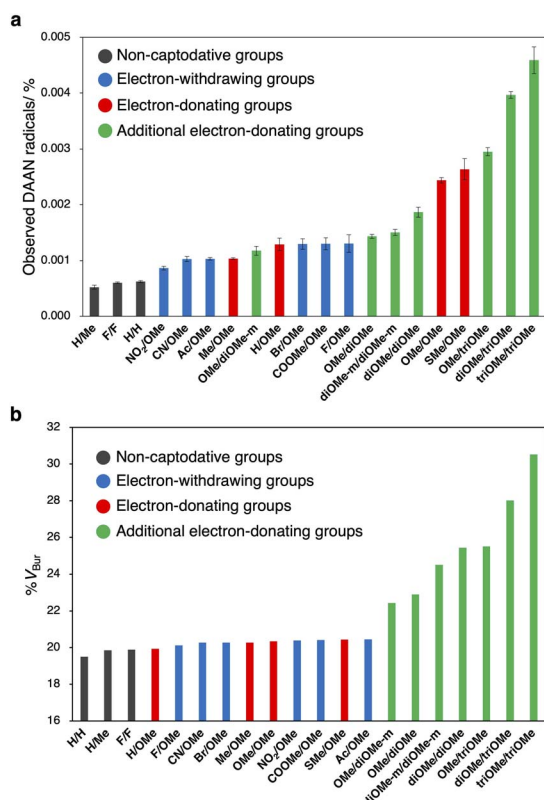 a
Observed DAAN radicals/ %
0.005
0.004
0.003
0.002
0.001
0.000
Non-captodative groups
Electron-withdrawing groups
Electron-donating groups
Additional electron-donating groups
H/Me
F/F
H/H
NO₂/OMe
CN/OMe
Ac/OMe
Me/OMe
OMe/diOMe-m
H/OMe
Br/OMe
COOMe/OMe
F/OMe
OMe/diOMe
diOMe-m/diOMe-m
diOMe/diOMe
OMe/OMe
SMe/OMe
OMe/triOMe
diOMe/triOMe
triOMe/triOMe
b
%V_Bur
32
30
28
26
24
22
20
18
16
Non-captodative groups
Electron-withdrawing groups
Electron-donating groups
Additional electron-donating groups
H/H
H/Me
F/F
H/OMe
F/OMe
CN/OMe
Br/OMe
Me/OMe
OMe/OMe
NO₂/OMe
COOMe/OMe
SMe/OMe
Ac/OMe
OMe/diOMe-m
OMe/diOMe
diOMe-m/diOMe-m
diOMe/diOMe
OMe/triOMe
diOMe/triOMe
triOMe/triOMe